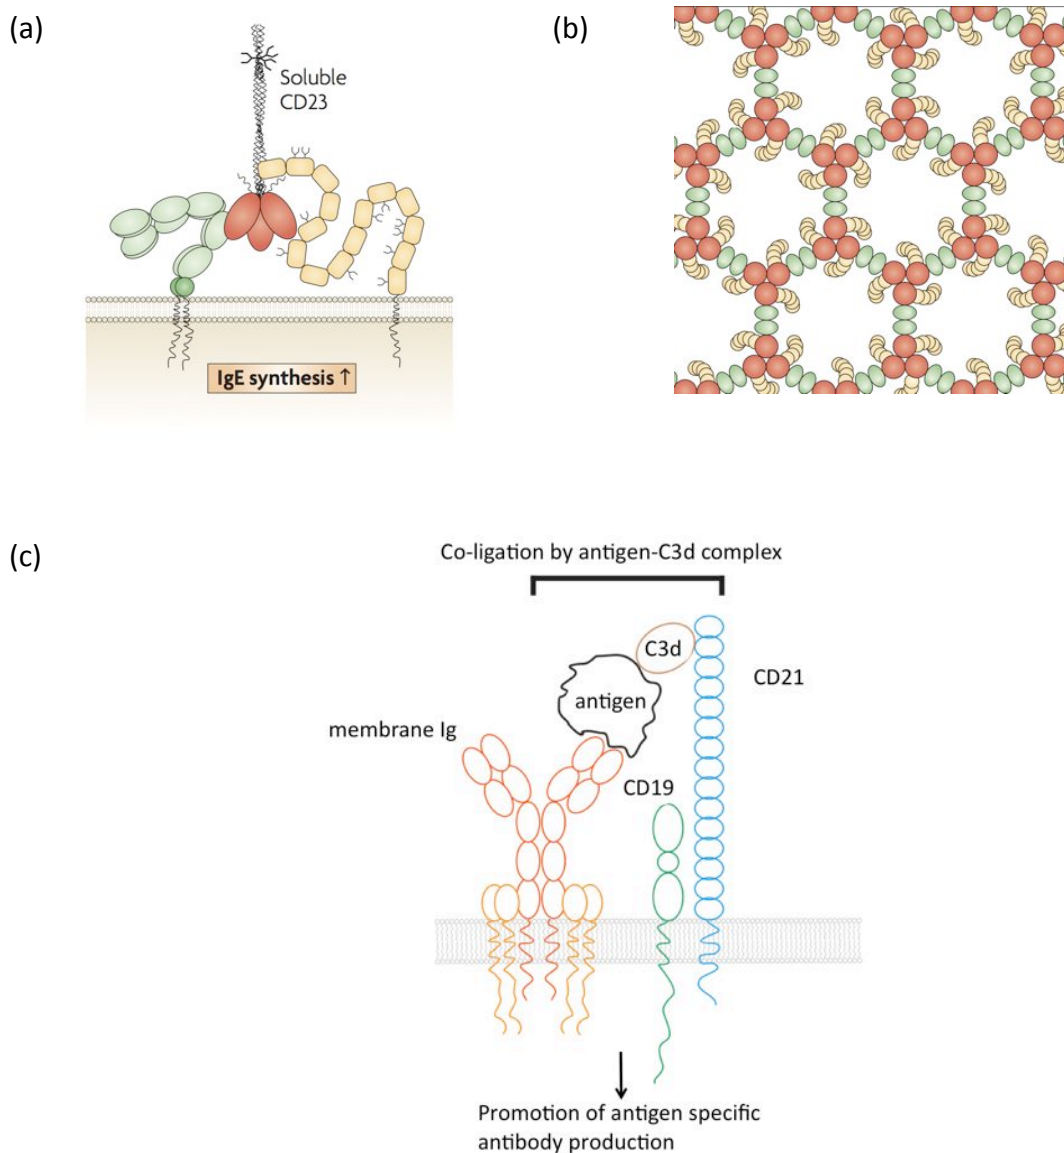 (a)
(b)
Soluble
CD23
IgE synthesis ↑
(c)
Co-ligation by antigen-C3d complex
C3d
CD21
antigen
membrane Ig
CD19
Promotion of antigen specific
antibody production